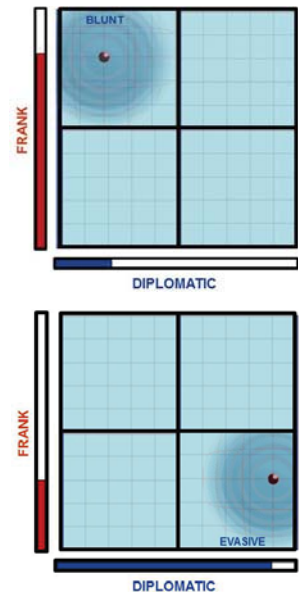 BLUNT
FRANK
DIPLOMATIC
FRANK
EVASIVE
DIPLOMATIC